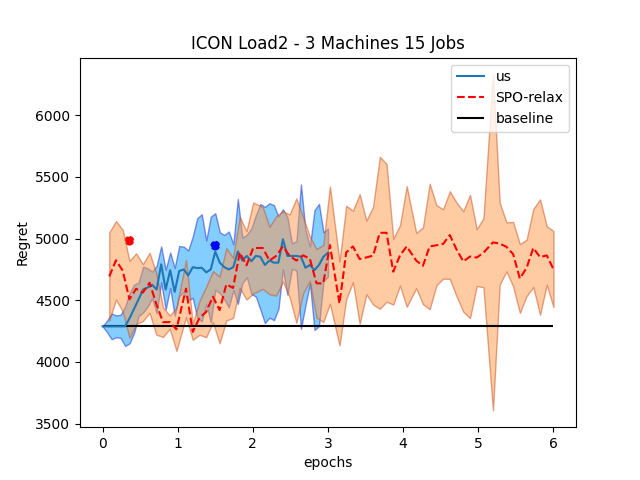 ICON Load2 - 3 Machines 15 Jobs
us
SPO-relax
baseline
Regret
6000
5500
5000
4500
4000
3500
0 1 2 3 4 5 6
epochs